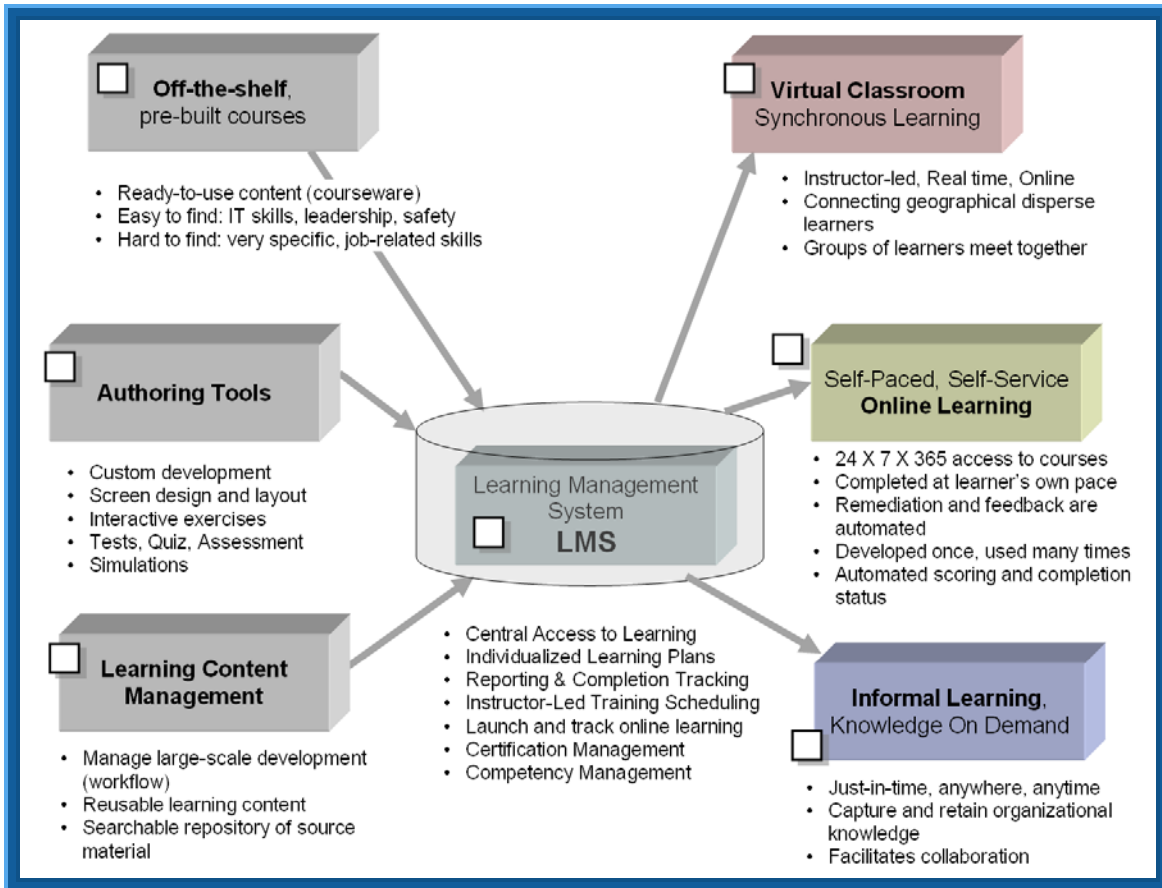 Off-the-shelf,
pre-built courses
• Ready-to-use content (courseware)
• Easy to find: IT skills, leadership, safety
• Hard to find: very specific, job-related skills
Authoring Tools
• Custom development
• Screen design and layout
• Interactive exercises
• Tests, Quiz, Assessment
• Simulations
Learning Content
Management
• Manage large-scale development
(workflow)
• Reusable learning content
• Searchable repository of source
material
Learning Management
System
LMS
• Central Access to Learning
• Individualized Learning Plans
• Reporting & Completion Tracking
• Instructor-Led Training Scheduling
• Launch and track online learning
• Certification Management
• Competency Management
Virtual Classroom
Synchronous Learning
• Instructor-led, Real time, Online
• Connecting geographical disperse
learners
• Groups of learners meet together
Self-Paced, Self-Service
Online Learning
• 24 X 7 X 365 access to courses
• Completed at learner's own pace
• Remediation and feedback are
automated
• Developed once, used many times
• Automated scoring and completion
status
Informal Learning,
Knowledge On Demand
• Just-in-time, anywhere, anytime
• Capture and retain organizational
knowledge
• Facilitates collaboration